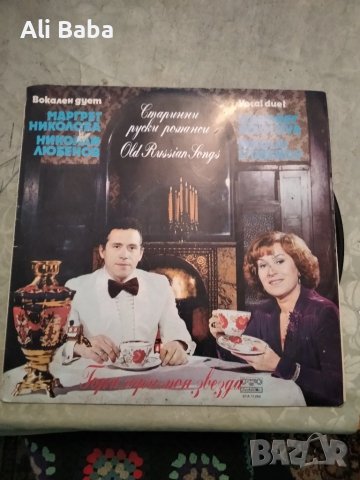 Ali Baba
Вокален дует
МАРГРЕТ
НИКОЛОВА
НИКОЛАЙ
ЛЮБЕНОВ
Старинни
руски романси
Old Russian Songs
Vocal duet
Гори, гори, моя звезда
BAZAR